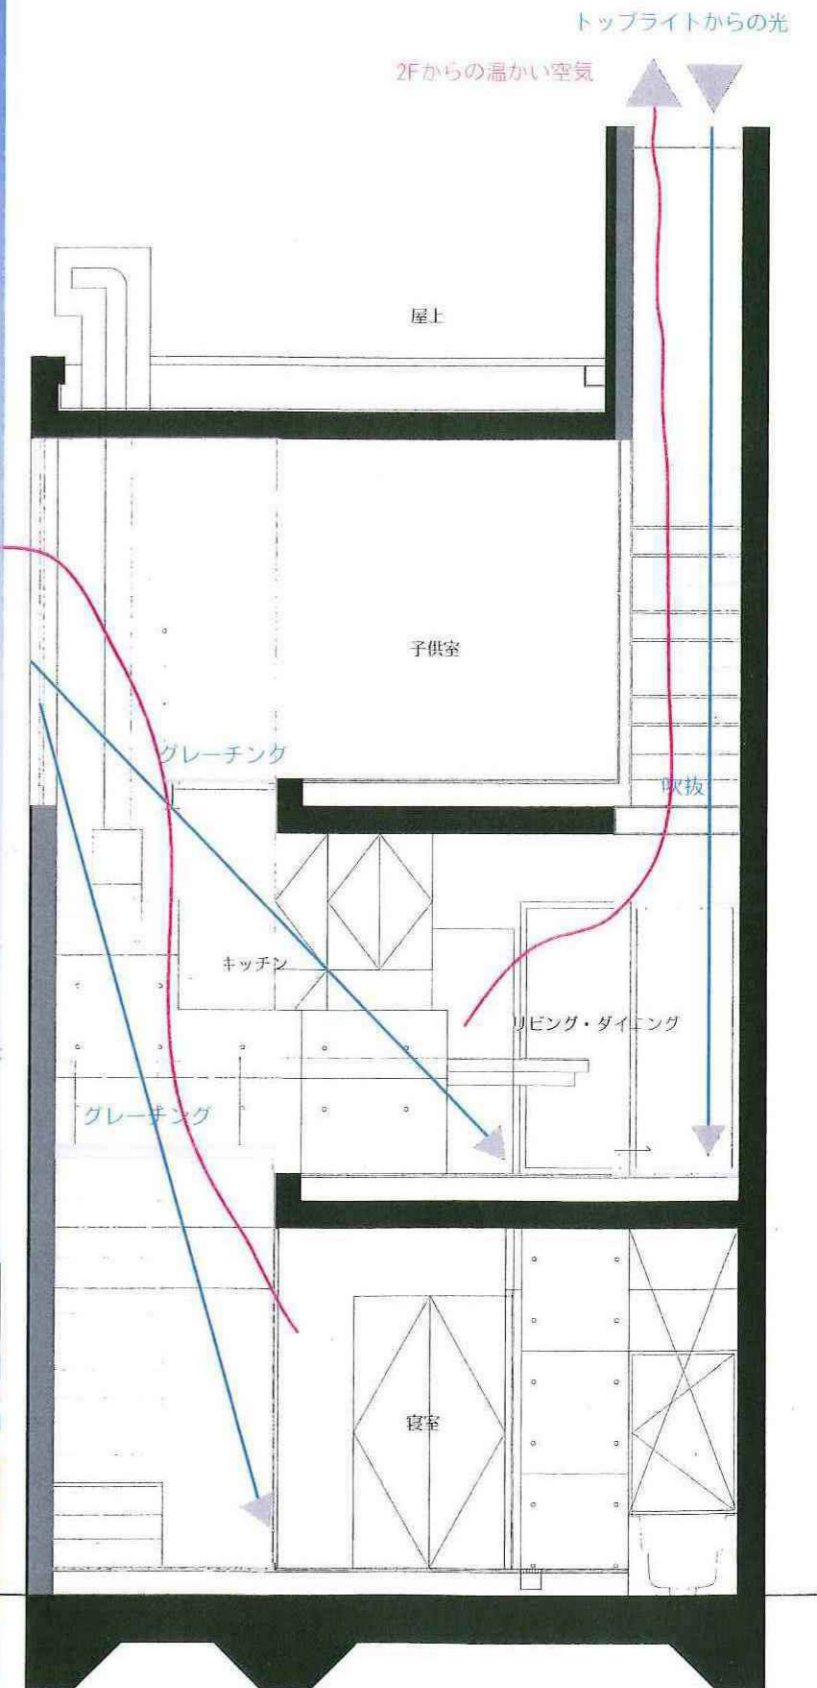 トップライトからの光
2Fからの温かい空気
屋上
子供室
グレーチング
吹抜
キッチン
リビング・ダイニング
グレーチング
寝室